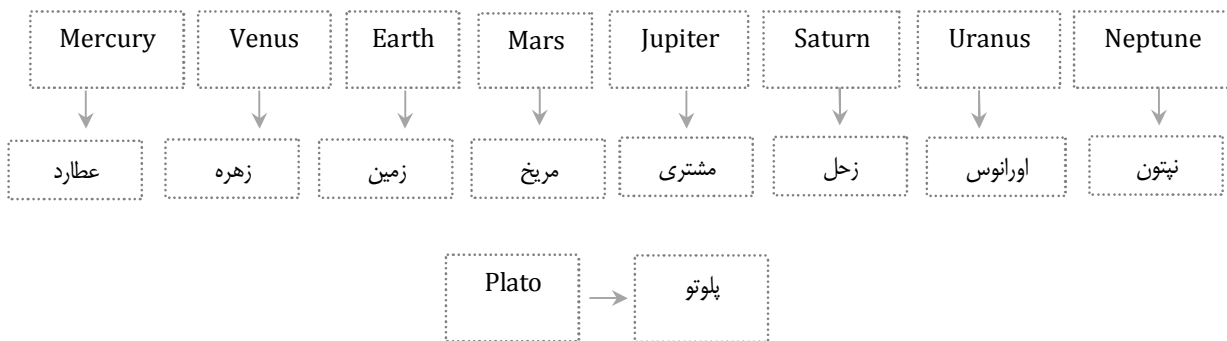 Mercury Venus Earth Mars Jupiter Saturn Uranus Neptune
عطارد زهره زمین مریخ مشتری زحل اورانوس نپتون
Plato پلوتو